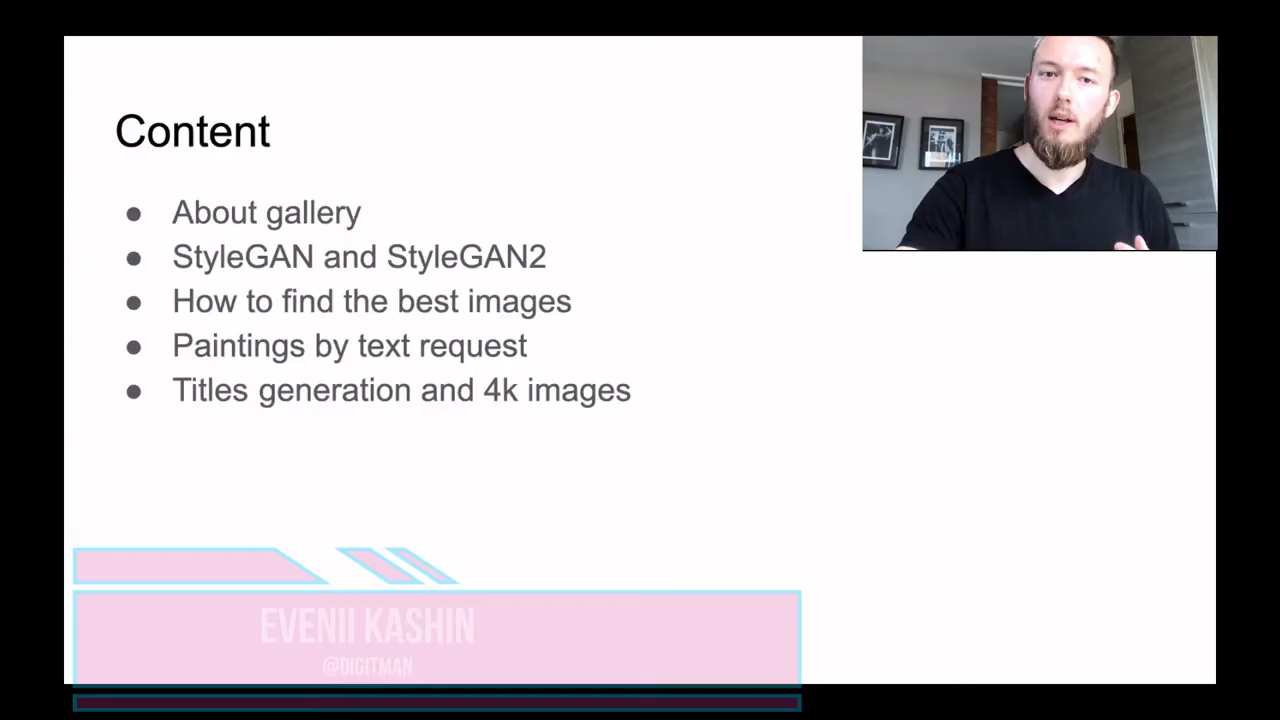 Content
● About gallery
● StyleGAN and StyleGAN2
● How to find the best images
● Paintings by text request
● Titles generation and 4k images
EVENII KASHIN
@DIGITMAN